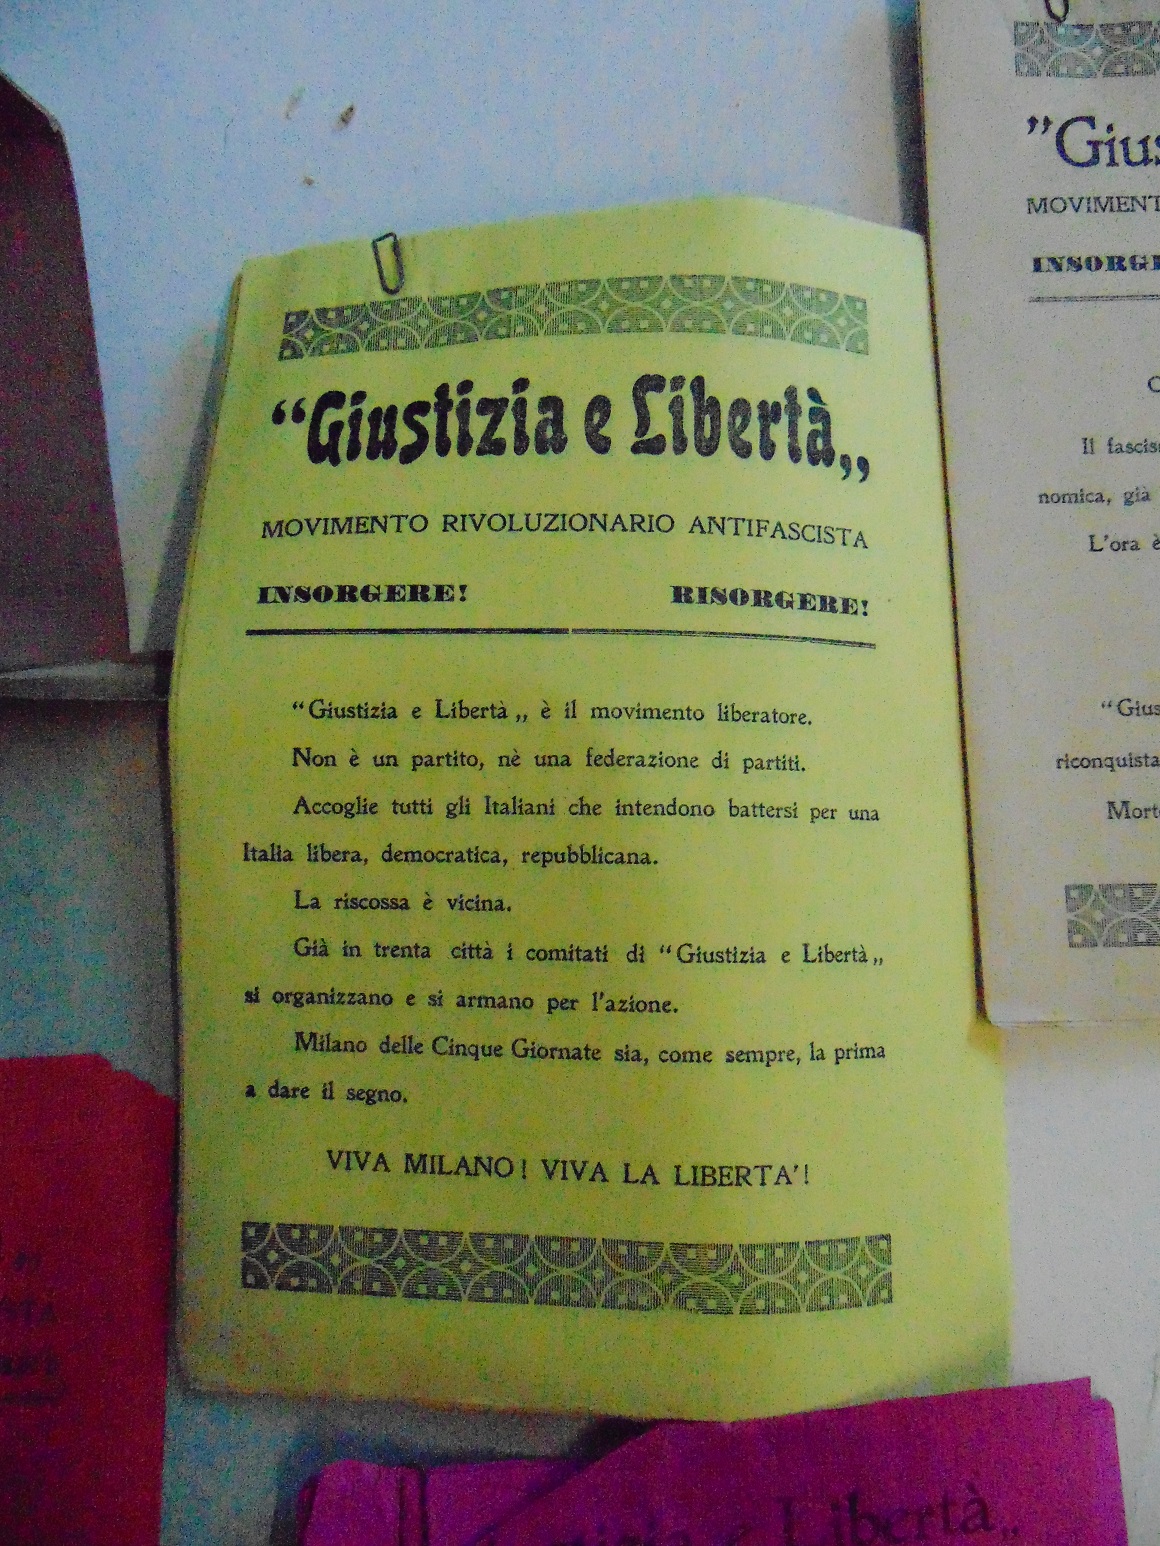 “Giustizia e Libertà„
MOVIMENTO RIVOLUZIONARIO ANTIFASCISTA
INSORGERE! RISORGERE!
“Giustizia e Libertà„ è il movimento liberatore.
Non è un partito, nè una federazione di partiti.
Accoglie tutti gli Italiani che intendono battersi per una
Italia libera, democratica, repubblicana.
La riscossa è vicina.
Già in trenta città i comitati di “Giustizia e Libertà„
si organizzano e si armano per l'azione.
Milano delle Cinque Giornate sia, come sempre, la prima
a dare il segno.
VIVA MILANO! VIVA LA LIBERTA'!
”Gius
MOVIMENT
INSORGE
Il fascis
nomica, già
L'ora è
“Gius
riconquista
Mort
e Libertà„